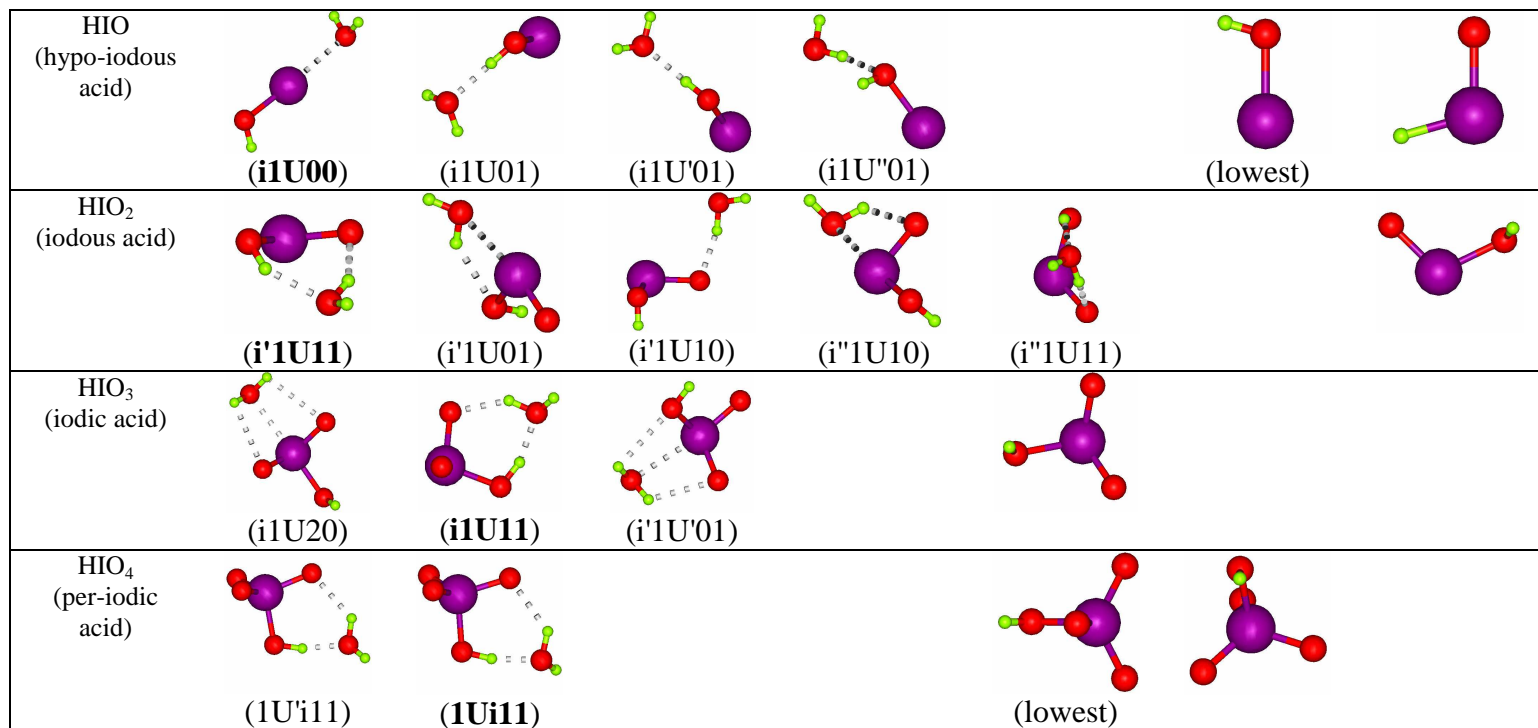 HIO
(hypo-iodous
acid)
(i1U00) (i1U01) (i1U'01) (i1U"01) (lowest)
HIO₂
(iodous acid)
(i'1U11) (i'1U01) (i'1U10) (i"1U10) (i"1U11)
HIO₃
(iodic acid)
(i1U20) (i1U11) (i'1U'01)
HIO₄
(per-iodic
acid)
(1U'i11) (1Ui11) (lowest)